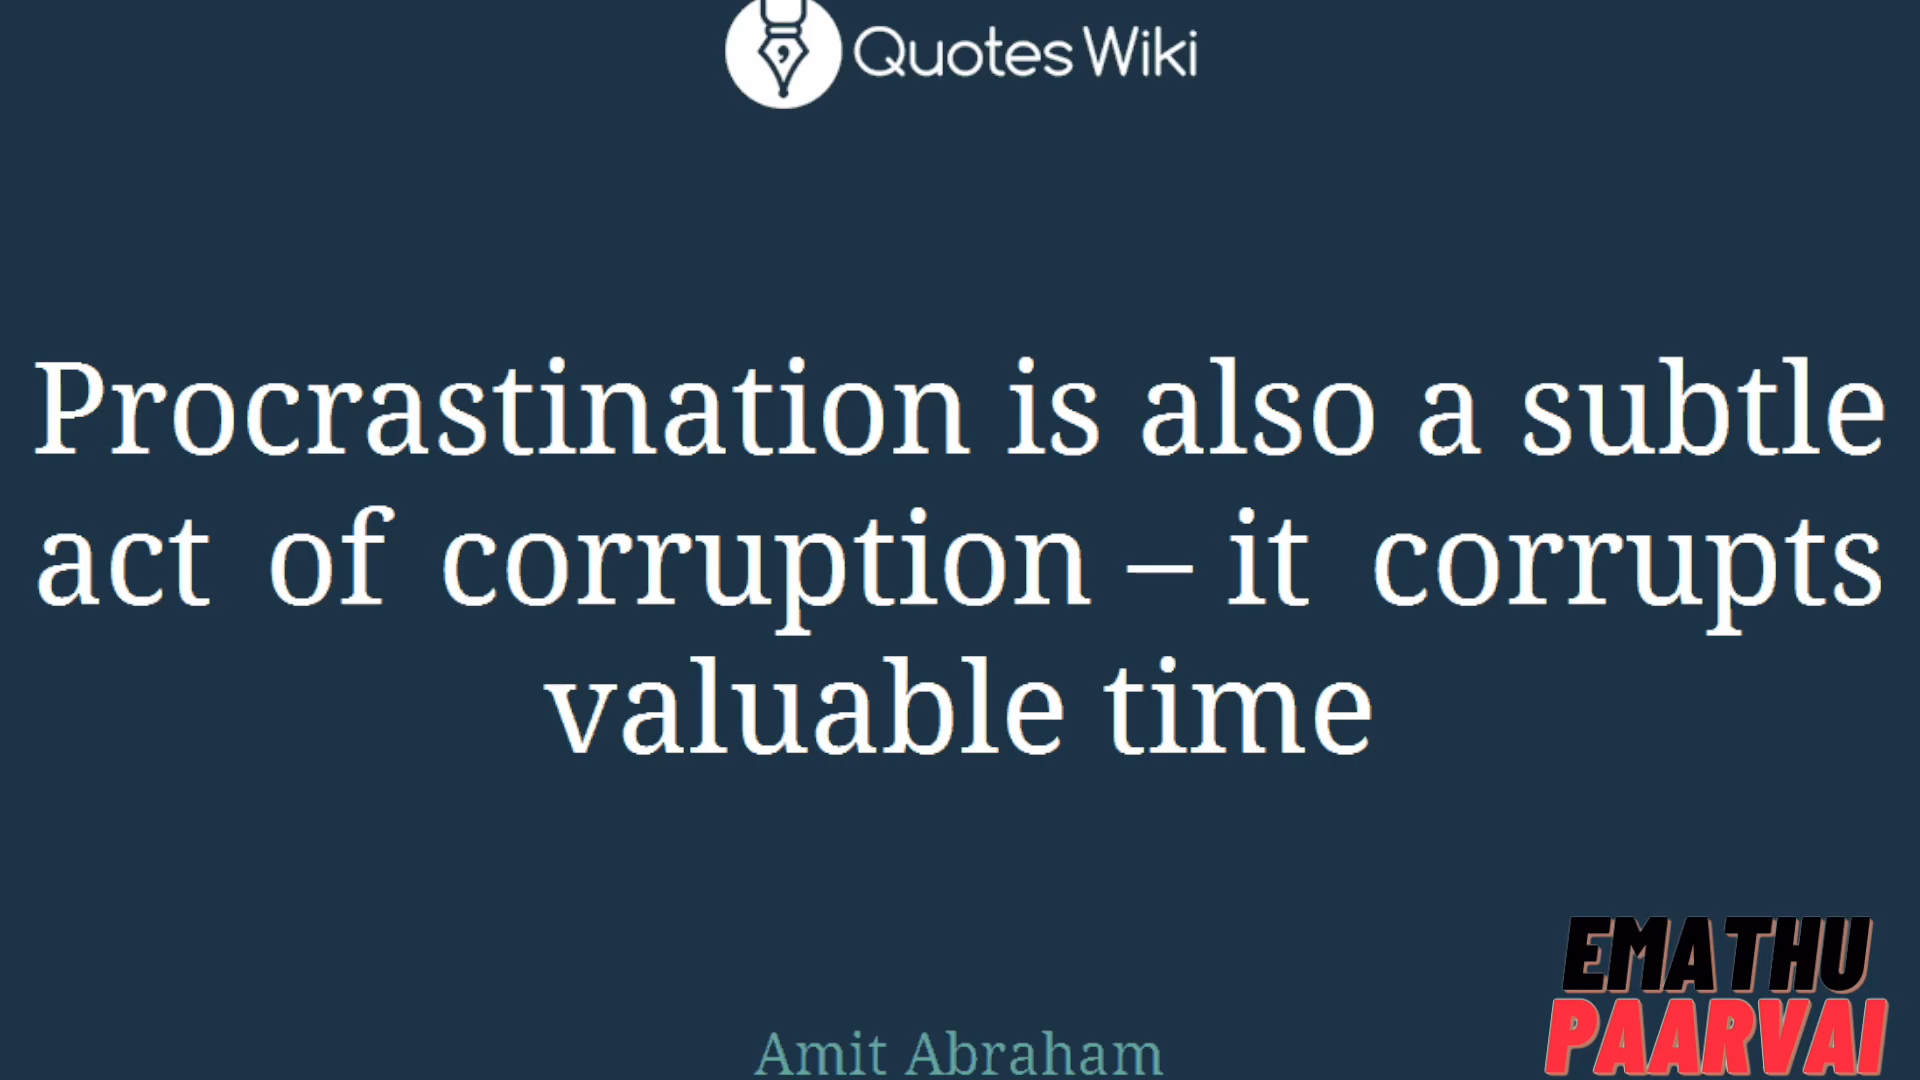 Quotes Wiki
Procrastination is also a subtle
act of corruption – it corrupts
valuable time
Amit Abraham
EMATHU
PAARVAI